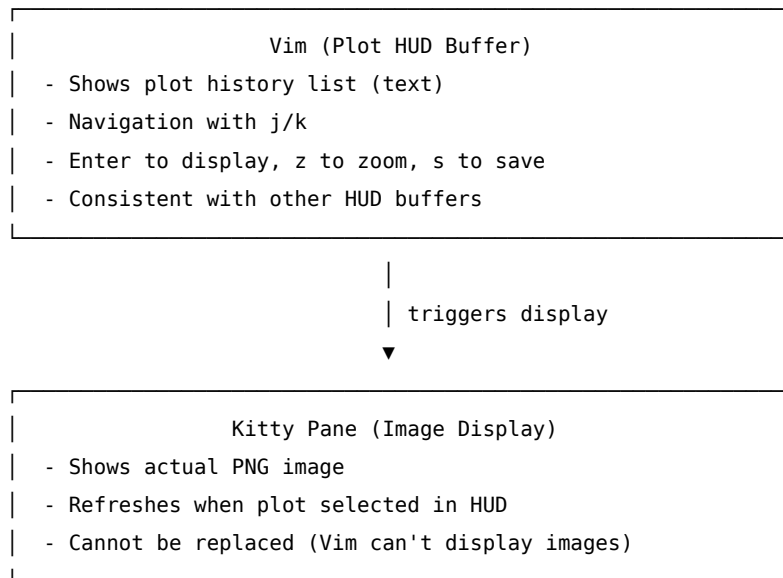 Vim (Plot HUD Buffer)
- Shows plot history list (text)
- Navigation with j/k
- Enter to display, z to zoom, s to save
- Consistent with other HUD buffers
triggers display
Kitty Pane (Image Display)
- Shows actual PNG image
- Refreshes when plot selected in HUD
- Cannot be replaced (Vim can't display images)